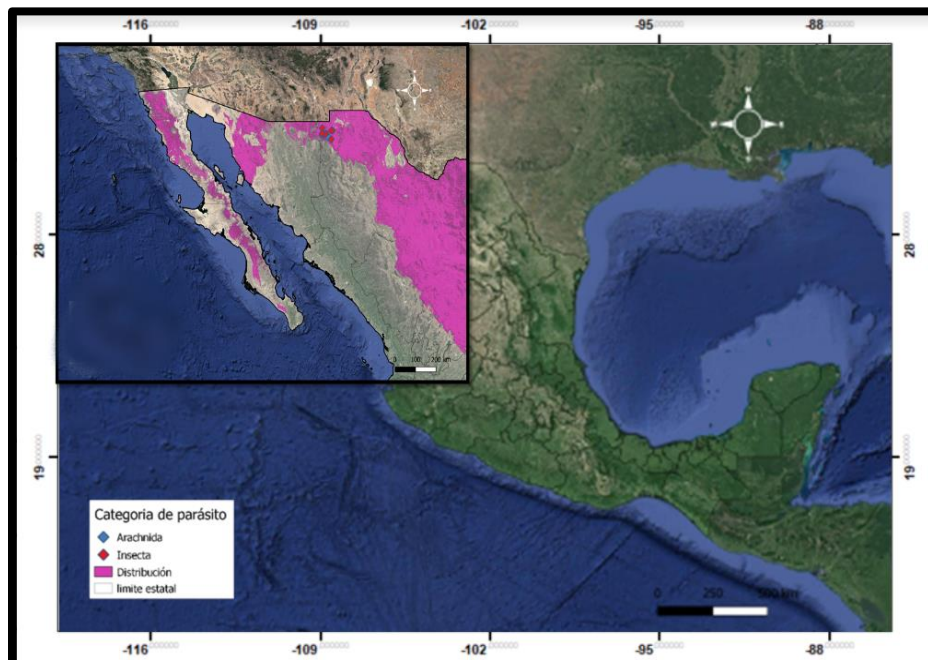 -116 -109 -102 -95 -88
28 28
0 100 200 km
19 19
Categoria de parásito
Arachnida
Insecta
Distribución
limite estatal
0 250 500 km
-116 -109 -102 -95 -88